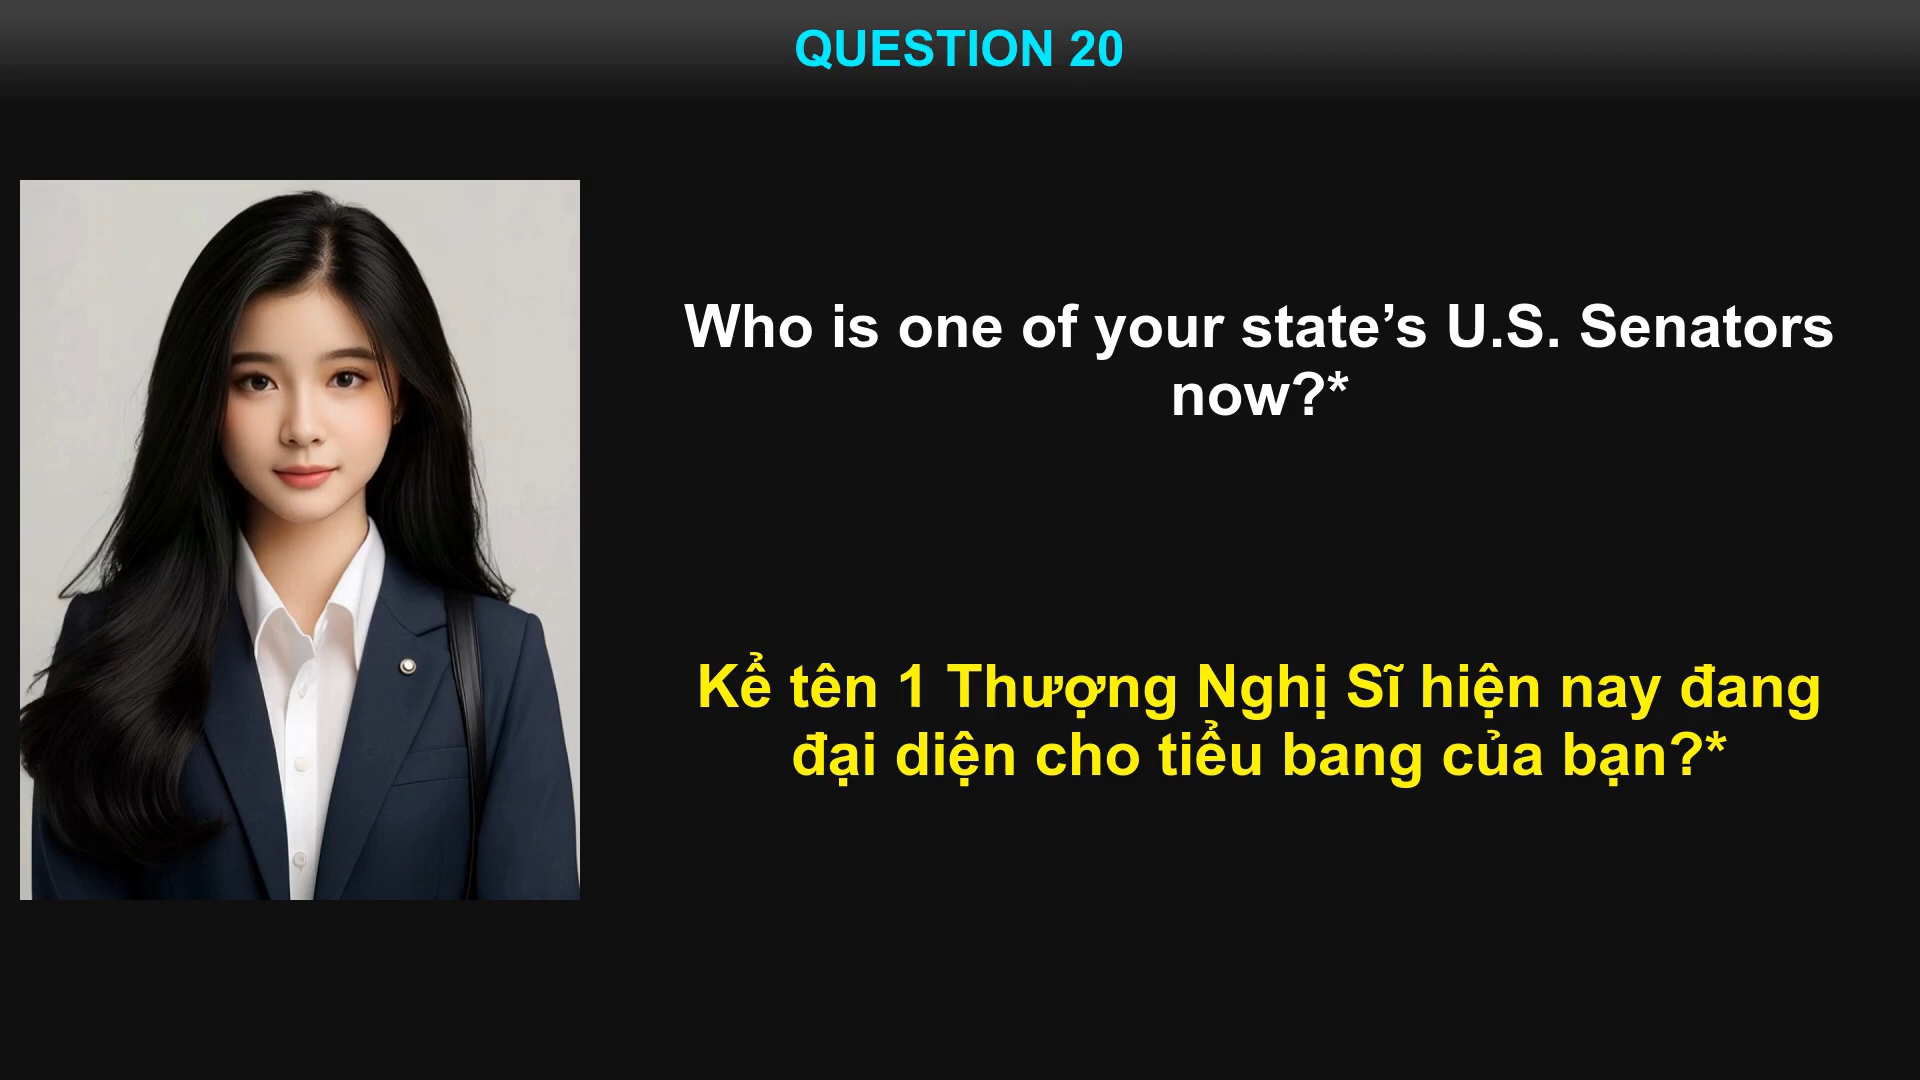 QUESTION 20
Who is one of your state’s U.S. Senators
now?*
Kể tên 1 Thượng Nghị Sĩ hiện nay đang
đại diện cho tiểu bang của bạn?*